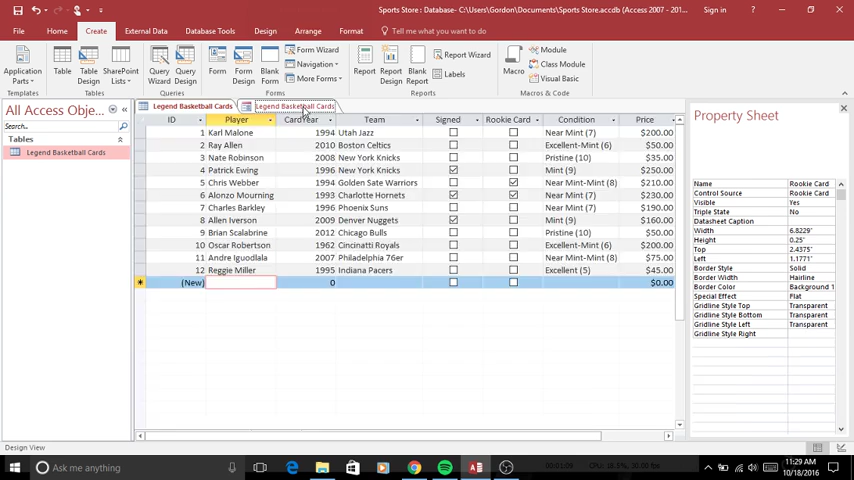 Sports Store : Database- C:\Users\Gordon\Documents\Sports Store.accdb (Access 2007 - 201... Sign in
File Home Create External Data Database Tools Design Arrange Format Tell me what you want to do
Application Parts Table Table Design SharePoint Lists Query Wizard Query Design Form Form Design Blank Form Form Wizard Navigation More Forms Report Report Design Blank Report Report Wizard Labels Macro Module Class Module Visual Basic
Templates Tables Queries Forms Reports Macros & Code
All Access Obje...
Search...
Tables
Legend Basketball Cards
Legend Basketball Cards Legend Basketball Cards
ID Player CardYear Team Signed Rookie Card Condition Price
1 Karl Malone 1994 Utah Jazz Near Mint (7) $200.00
2 Ray Allen 2010 Boston Celtics Excellent-Mint (6) $50.00
3 Nate Robinson 2008 New York Knicks Pristine (10) $35.00
4 Patrick Ewing 1996 New York Knicks Mint (9) $250.00
5 Chris Webber 1994 Golden Sate Warriors Near Mint-Mint (8) $210.00
6 Alonzo Mourning 1993 Charlotte Hornets Near Mint (7) $230.00
7 Charles Barkley 1996 Phoenix Suns Near Mint (7) $190.00
8 Allen Iverson 2009 Denver Nuggets Mint (9) $160.00
9 Brian Scalabrine 2012 Chicago Bulls Pristine (10) $50.00
10 Oscar Robertson 1962 Cincinatti Royals Excellent-Mint (6) $200.00
11 Andre Iguodlala 2007 Philadelphia 76er Near Mint-Mint (8) $75.00
12 Reggie Miller 1995 Indiana Pacers Excellent (5) $45.00
(New) 0 $0.00
Property Sheet
Name Rookie Card
Control Source Rookie Card
Visible Yes
Triple State No
Datasheet Caption
Width 6.8229"
Height 0.25"
Top 2.4375"
Left 1.1771"
Border Style Solid
Border Width Hairline
Border Color Background 1
Special Effect Flat
Gridline Style Top Transparent
Gridline Style Bottom Transparent
Gridline Style Left Transparent
Gridline Style Right
Design View
Ask me anything
11:29 AM
10/18/2016